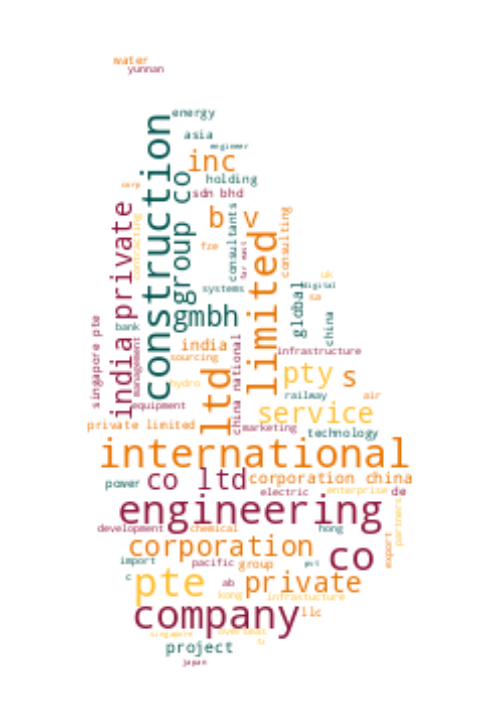 water
yunnan
energy
asia
engineer
construction
inc
holding
corp
sdn bhd
group co
india private
contracting
b v
consultants
consulting
fze
far east
limited
systems
uk
digital
sa
global
china
gmbh
bank
singapore pte
management
india
sourcing
china national
infrastructure
hydro
ltd
pty
s
railway
air
equipment
service
private limited
marketing
technology
international
co ltd
corporation china
power
electric
enterprise
de
engineering
partners
development
chemical
hong
corporation
co
export
import
pacific
group
pvt
c
pte
ab
private
kong
infrastucture
company
llc
singapore
overseas
project
japan